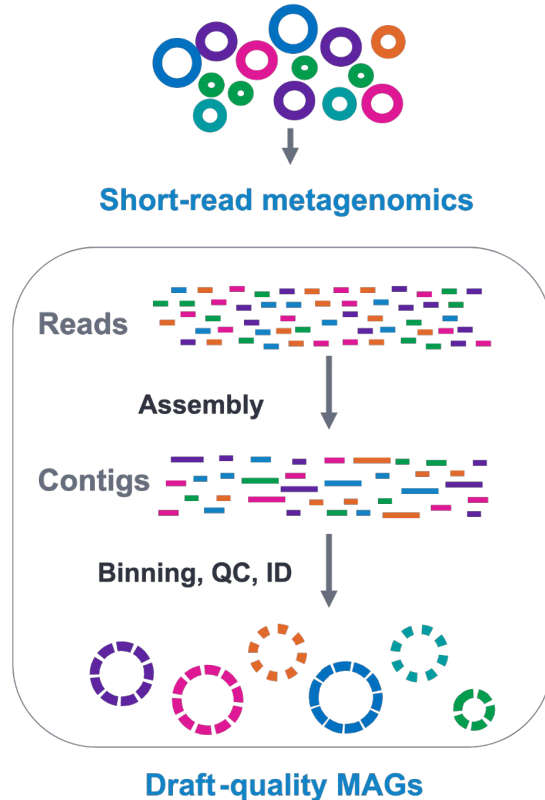 Short-read metagenomics
Reads
Assembly
Contigs
Binning, QC, ID
Draft-quality MAGs